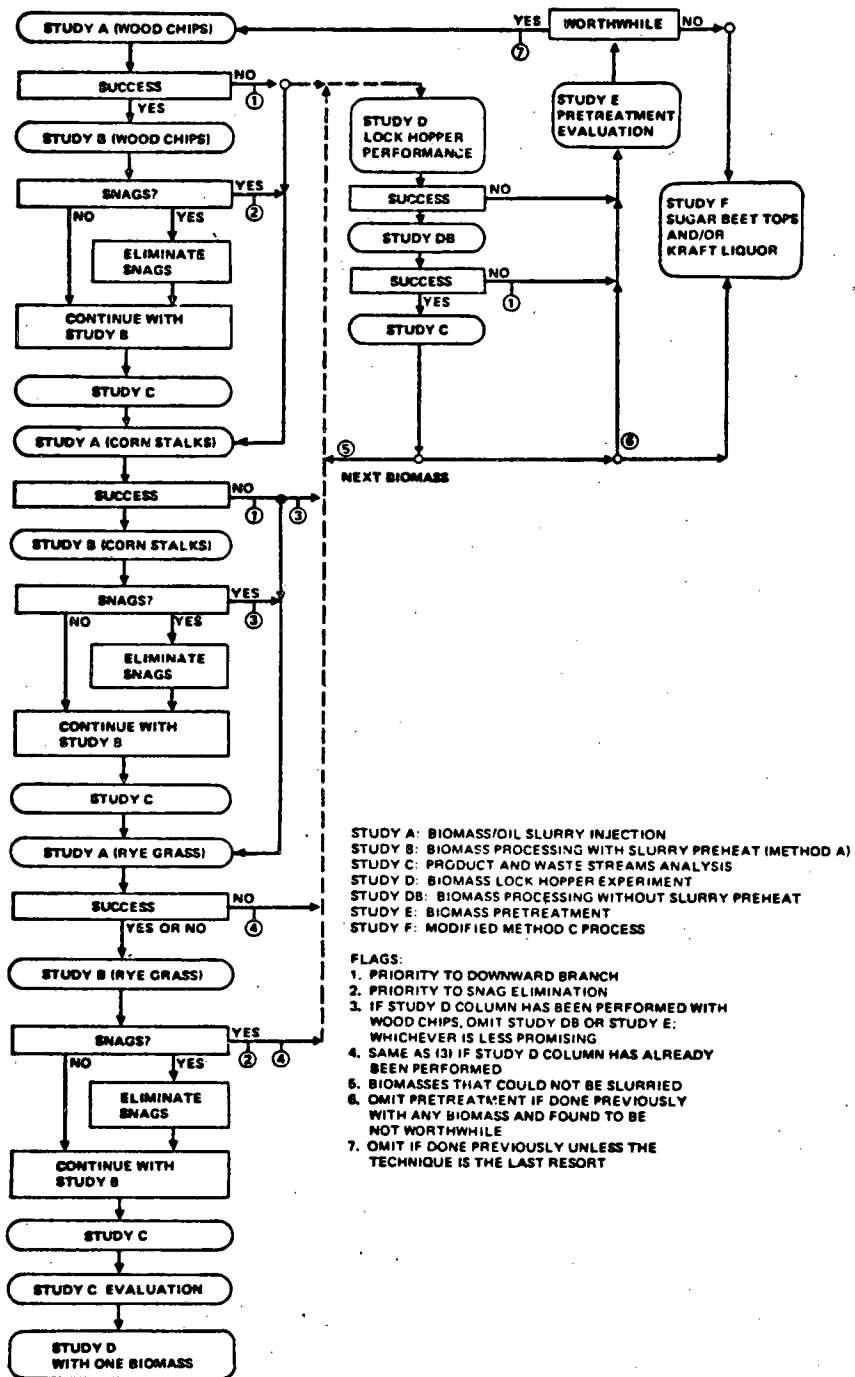 STUDY A (WOOD CHIPS)
SUCCESS
NO
①
YES
STUDY B (WOOD CHIPS)
SNAGS?
YES
②
NO
YES
ELIMINATE
SNAGS
CONTINUE WITH
STUDY B
STUDY C
STUDY A (CORN STALKS)
SUCCESS
NO
①
③
STUDY B (CORN STALKS)
SNAGS?
YES
③
NO
YES
ELIMINATE
SNAGS
CONTINUE WITH
STUDY B
STUDY C
STUDY A (RYE GRASS)
SUCCESS
NO
④
YES OR NO
STUDY B (RYE GRASS)
SNAGS?
YES
②
④
NO
YES
ELIMINATE
SNAGS
CONTINUE WITH
STUDY B
STUDY C
STUDY C EVALUATION
STUDY D
WITH ONE BIOMASS
STUDY D
LOCK HOPPER
PERFORMANCE
SUCCESS
NO
STUDY DB
SUCCESS
NO
①
YES
STUDY C
⑤
NEXT BIOMASS
⑥
YES
⑦
WORTHWHILE
NO
STUDY E
PRETREATMENT
EVALUATION
STUDY F
SUGAR BEET TOPS
AND/OR
KRAFT LIQUOR
STUDY A: BIOMASS/OIL SLURRY INJECTION
STUDY B: BIOMASS PROCESSING WITH SLURRY PREHEAT (METHOD A)
STUDY C: PRODUCT AND WASTE STREAMS ANALYSIS
STUDY D: BIOMASS LOCK HOPPER EXPERIMENT
STUDY DB: BIOMASS PROCESSING WITHOUT SLURRY PREHEAT
STUDY E: BIOMASS PRETREATMENT
STUDY F: MODIFIED METHOD C PROCESS
FLAGS:
1. PRIORITY TO DOWNWARD BRANCH
2. PRIORITY TO SNAG ELIMINATION
3. IF STUDY D COLUMN HAS BEEN PERFORMED WITH
WOOD CHIPS, OMIT STUDY DB OR STUDY E;
WHICHEVER IS LESS PROMISING
4. SAME AS (3) IF STUDY D COLUMN HAS ALREADY
BEEN PERFORMED
5. BIOMASSES THAT COULD NOT BE SLURRIED
6. OMIT PRETREATMENT IF DONE PREVIOUSLY
WITH ANY BIOMASS AND FOUND TO BE
NOT WORTHWHILE
7. OMIT IF DONE PREVIOUSLY UNLESS THE
TECHNIQUE IS THE LAST RESORT